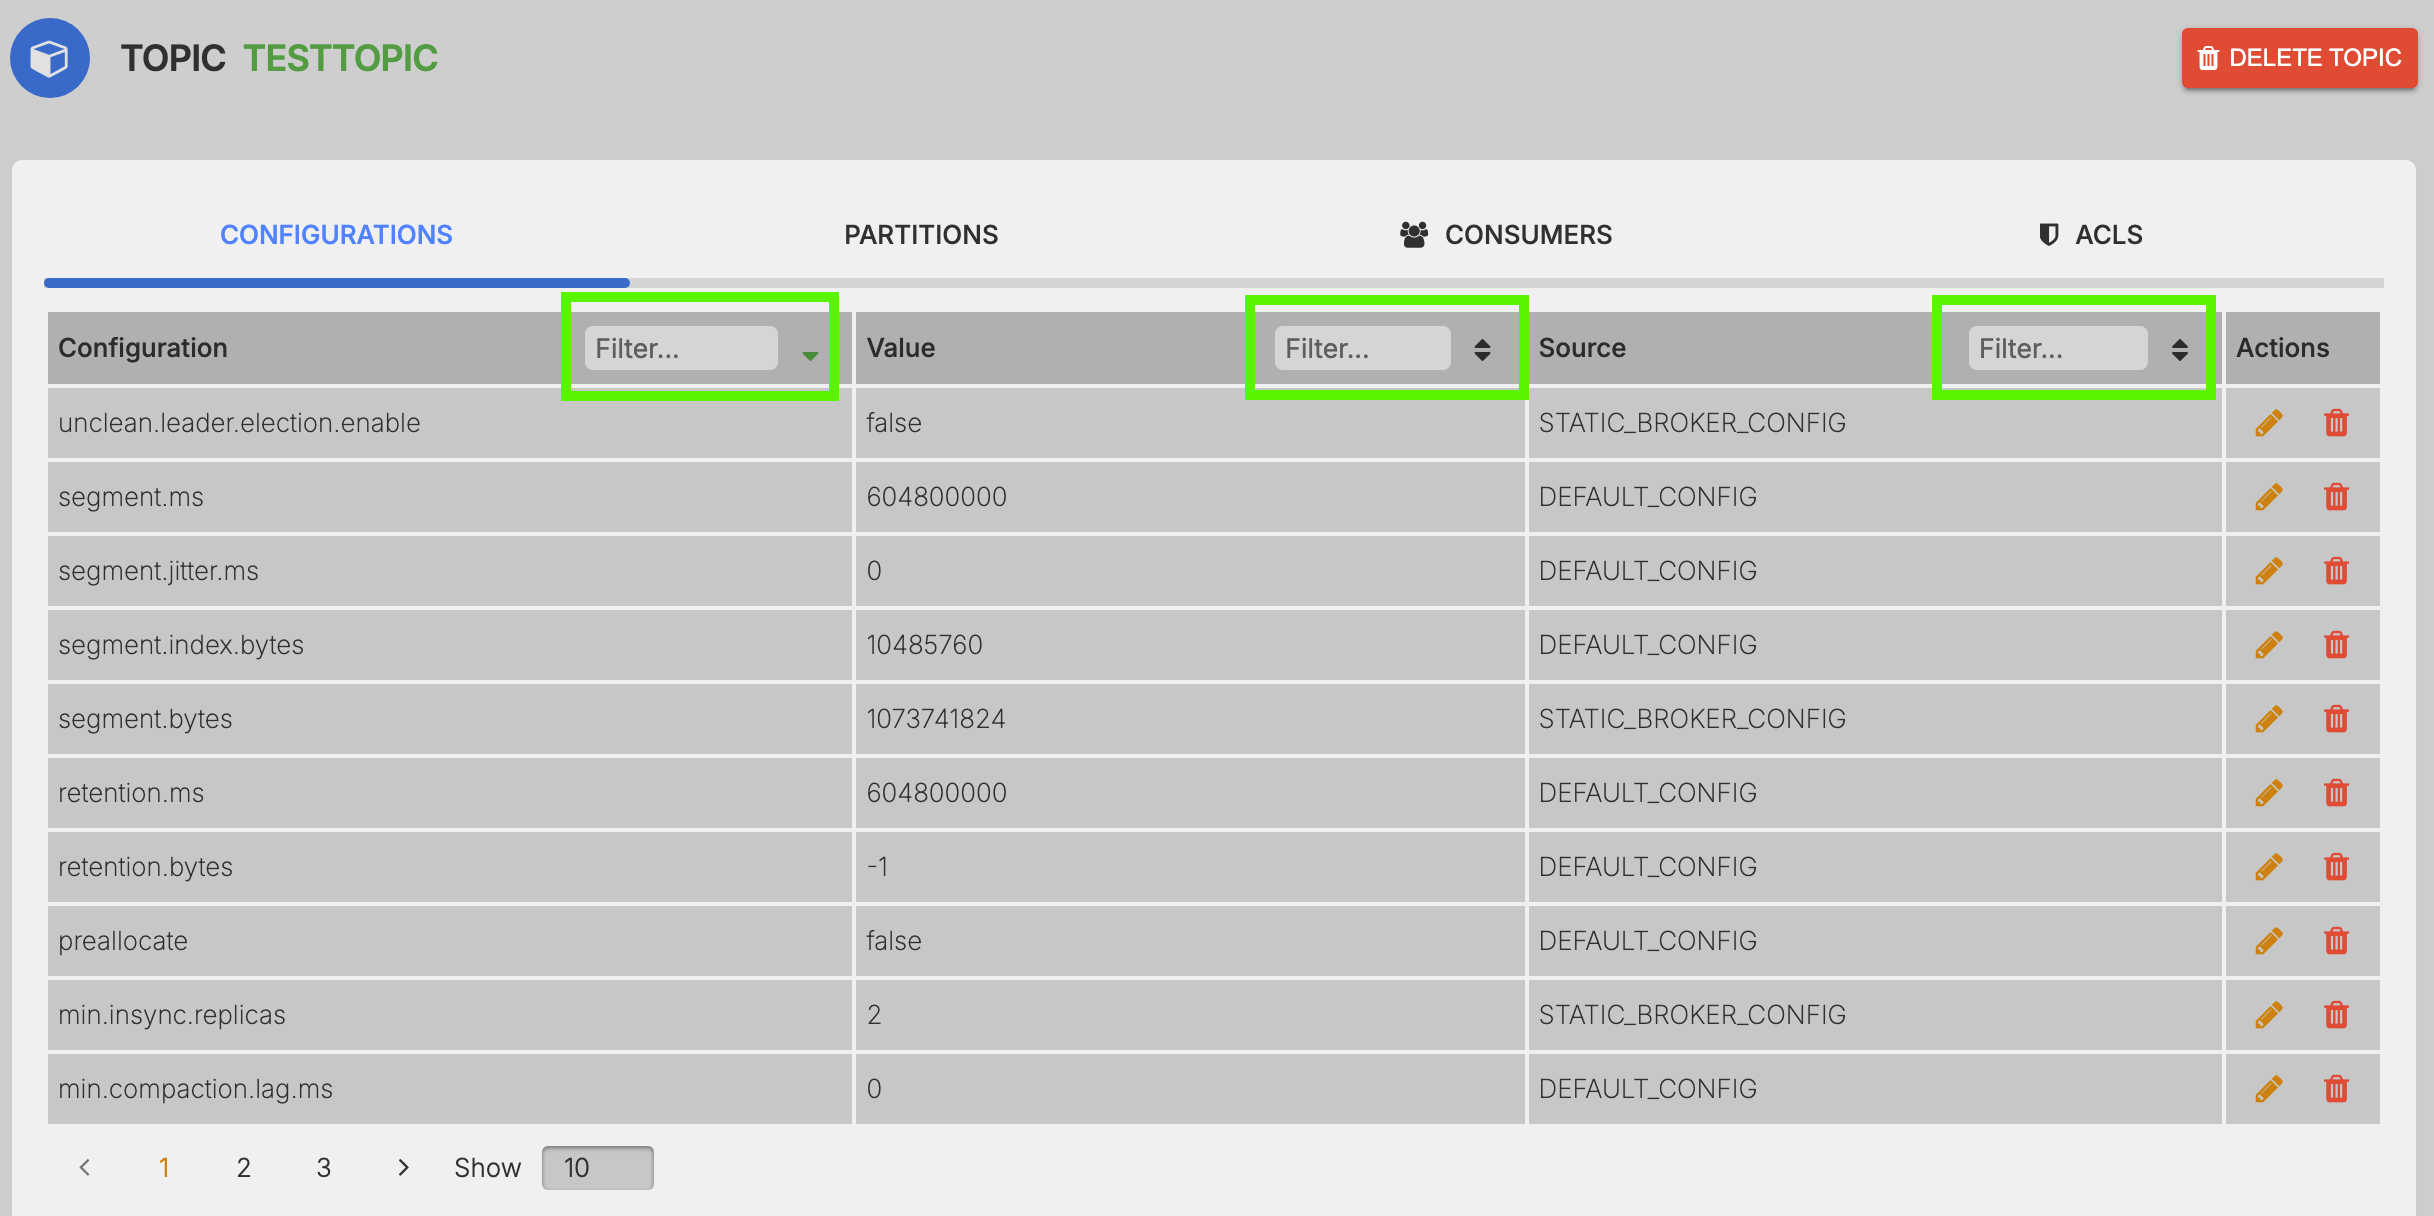 TOPIC TESTTOPIC
DELETE TOPIC
CONFIGURATIONS PARTITIONS CONSUMERS ACLS
Configuration Filter... Value Filter... Source Filter... Actions
unclean.leader.election.enable false STATIC_BROKER_CONFIG
segment.ms 604800000 DEFAULT_CONFIG
segment.jitter.ms 0 DEFAULT_CONFIG
segment.index.bytes 10485760 DEFAULT_CONFIG
segment.bytes 1073741824 STATIC_BROKER_CONFIG
retention.ms 604800000 DEFAULT_CONFIG
retention.bytes -1 DEFAULT_CONFIG
preallocate false DEFAULT_CONFIG
min.insync.replicas 2 STATIC_BROKER_CONFIG
min.compaction.lag.ms 0 DEFAULT_CONFIG
1 2 3 Show 10